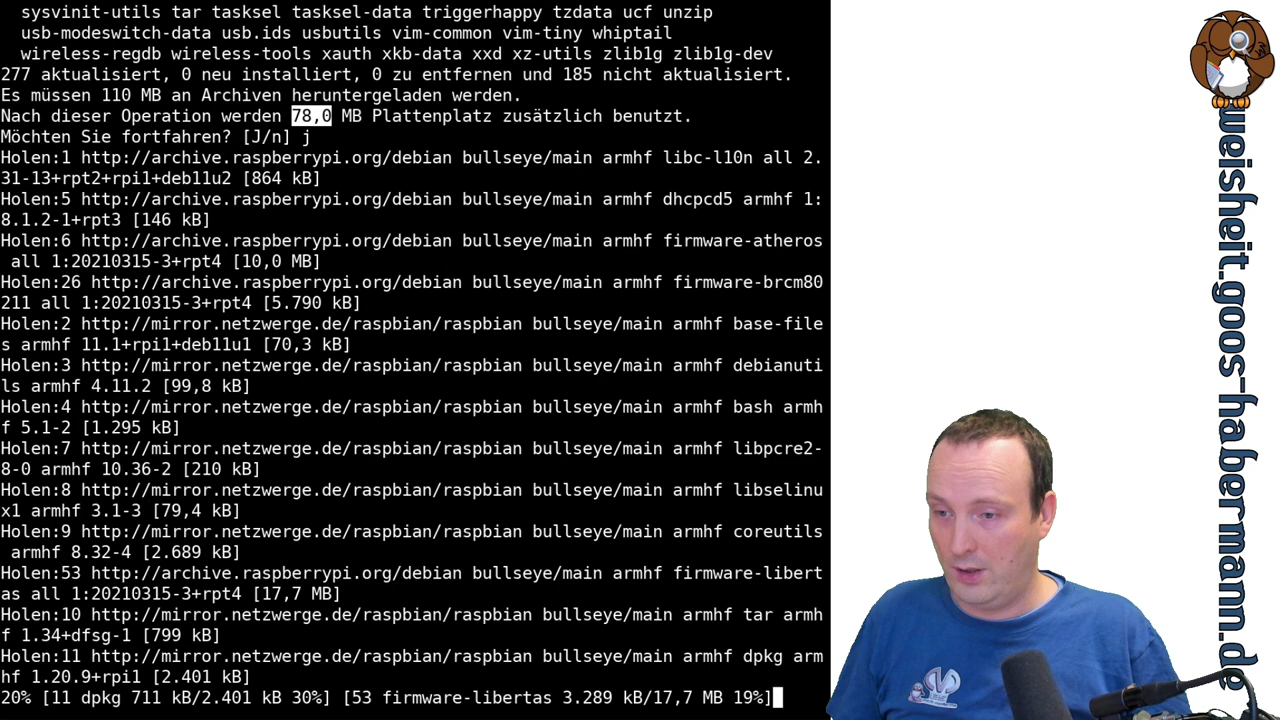 sysvinit-utils tar tasksel tasksel-data triggerhappy tzdata ucf unzip
usb-modeswitch-data usb.ids usbutils vim-common vim-tiny whiptail
wireless-regdb wireless-tools xauth xkb-data xxd xz-utils zlib1g zlib1g-dev
277 aktualisiert, 0 neu installiert, 0 zu entfernen und 185 nicht aktualisiert.
Es müssen 110 MB an Archiven heruntergeladen werden.
Nach dieser Operation werden 78,0 MB Plattenplatz zusätzlich benutzt.
Möchten Sie fortfahren? [J/n] j
Holen:1 http://archive.raspberrypi.org/debian bullseye/main armhf libc-l10n all 2.
31-13+rpt2+rpi1+deb11u2 [864 kB]
Holen:5 http://archive.raspberrypi.org/debian bullseye/main armhf dhcpcd5 armhf 1:
8.1.2-1+rpt3 [146 kB]
Holen:6 http://archive.raspberrypi.org/debian bullseye/main armhf firmware-atheros
all 1:20210315-3+rpt4 [10,0 MB]
Holen:26 http://archive.raspberrypi.org/debian bullseye/main armhf firmware-brcm80
211 all 1:20210315-3+rpt4 [5.790 kB]
Holen:2 http://mirror.netzwerge.de/raspbian/raspbian bullseye/main armhf base-file
s armhf 11.1+rpi1+deb11u1 [70,3 kB]
Holen:3 http://mirror.netzwerge.de/raspbian/raspbian bullseye/main armhf debianuti
ls armhf 4.11.2 [99,8 kB]
Holen:4 http://mirror.netzwerge.de/raspbian/raspbian bullseye/main armhf bash armh
f 5.1-2 [1.295 kB]
Holen:7 http://mirror.netzwerge.de/raspbian/raspbian bullseye/main armhf libpcre2-
8-0 armhf 10.36-2 [210 kB]
Holen:8 http://mirror.netzwerge.de/raspbian/raspbian bullseye/main armhf libselinu
x1 armhf 3.1-3 [79,4 kB]
Holen:9 http://mirror.netzwerge.de/raspbian/raspbian bullseye/main armhf coreutils
armhf 8.32-4 [2.689 kB]
Holen:53 http://archive.raspberrypi.org/debian bullseye/main armhf firmware-libert
as all 1:20210315-3+rpt4 [17,7 MB]
Holen:10 http://mirror.netzwerge.de/raspbian/raspbian bullseye/main armhf tar armh
f 1.34+dfsg-1 [799 kB]
Holen:11 http://mirror.netzwerge.de/raspbian/raspbian bullseye/main armhf dpkg arm
hf 1.20.9+rpi1 [2.401 kB]
20% [11 dpkg 711 kB/2.401 kB 30%] [53 firmware-libertas 3.289 kB/17,7 MB 19%]
weisheit.goos-habermann.de